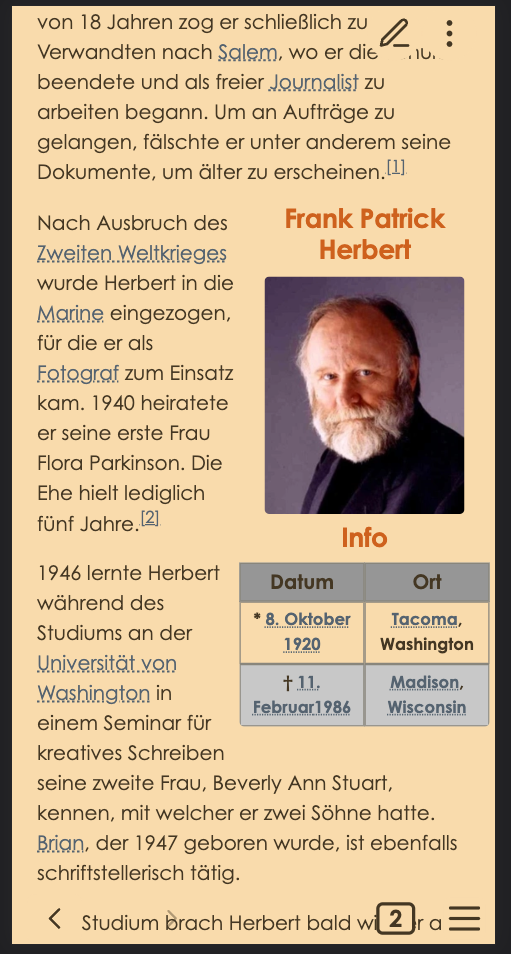 von 18 Jahren zog er schließlich zu
Verwandten nach Salem, wo er die
beendete und als freier Journalist zu
arbeiten begann. Um an Aufträge zu
gelangen, fälschte er unter anderem seine
Dokumente, um älter zu erscheinen.[1]
Nach Ausbruch des
Zweiten Weltkrieges
wurde Herbert in die
Marine eingezogen,
für die er als
Fotograf zum Einsatz
kam. 1940 heiratete
er seine erste Frau
Flora Parkinson. Die
Ehe hielt lediglich
fünf Jahre.[2]
Frank Patrick
Herbert
Info
Datum Ort
* 8. Oktober Tacoma,
1920 Washington
† 11. Madison,
Februar1986 Wisconsin
1946 lernte Herbert
während des
Studiums an der
Universität von
Washington in
einem Seminar für
kreatives Schreiben
seine zweite Frau, Beverly Ann Stuart,
kennen, mit welcher er zwei Söhne hatte.
Brian, der 1947 geboren wurde, ist ebenfalls
schriftstellerisch tätig.
Studium brach Herbert bald a
2